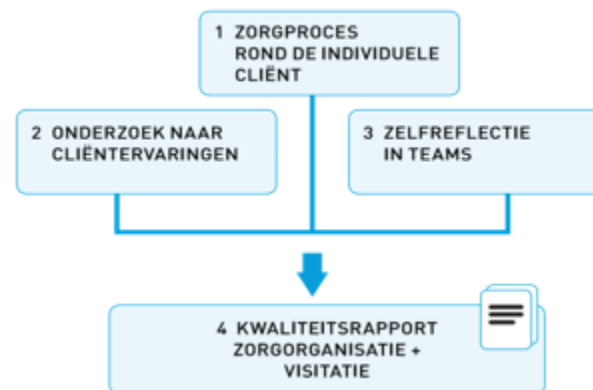 1 ZORGPROCES
ROND DE INDIVIDUELE
CLIËNT
2 ONDERZOEK NAAR
CLIËNTERVARINGEN
3 ZELFREFLECTIE
IN TEAMS
4 KWALITEITSRAPPORT
ZORGORGANISATIE +
VISITATIE